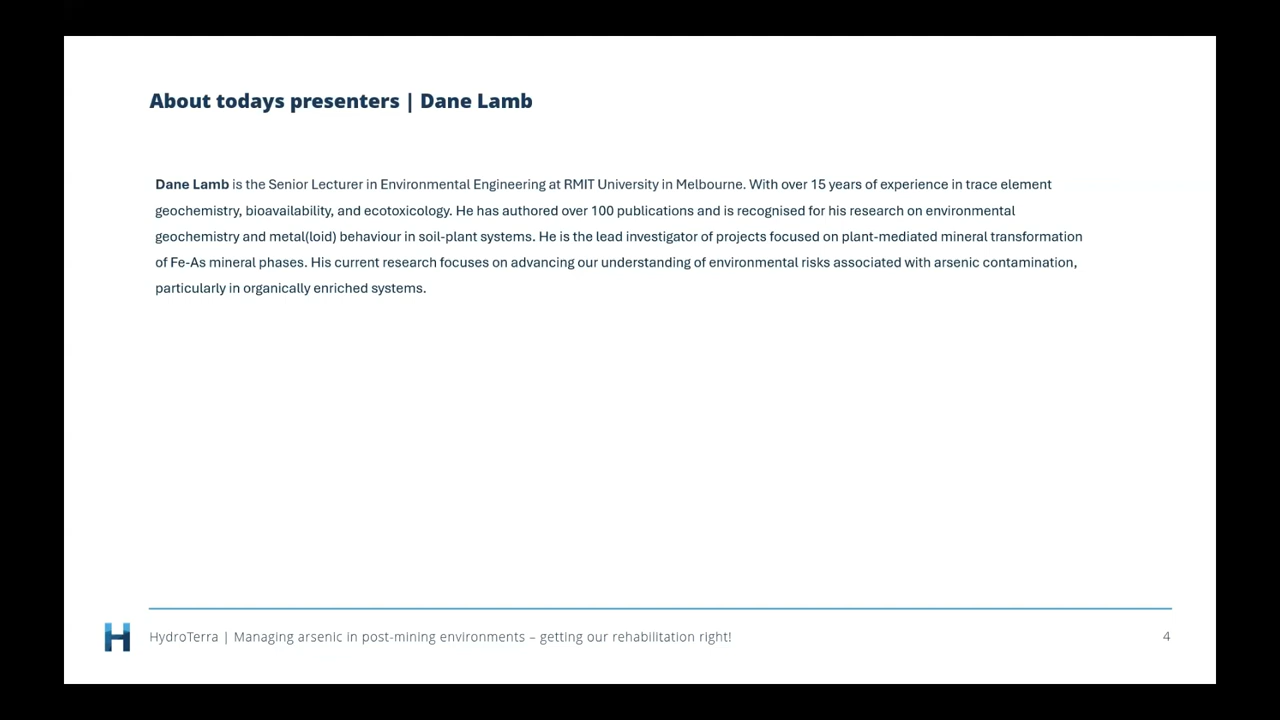 About todays presenters | Dane Lamb
Dane Lamb is the Senior Lecturer in Environmental Engineering at RMIT University in Melbourne. With over 15 years of experience in trace element
geochemistry, bioavailability, and ecotoxicology. He has authored over 100 publications and is recognised for his research on environmental
geochemistry and metal(loid) behaviour in soil-plant systems. He is the lead investigator of projects focused on plant-mediated mineral transformation
of Fe-As mineral phases. His current research focuses on advancing our understanding of environmental risks associated with arsenic contamination,
particularly in organically enriched systems.
HydroTerra | Managing arsenic in post-mining environments – getting our rehabilitation right!
4